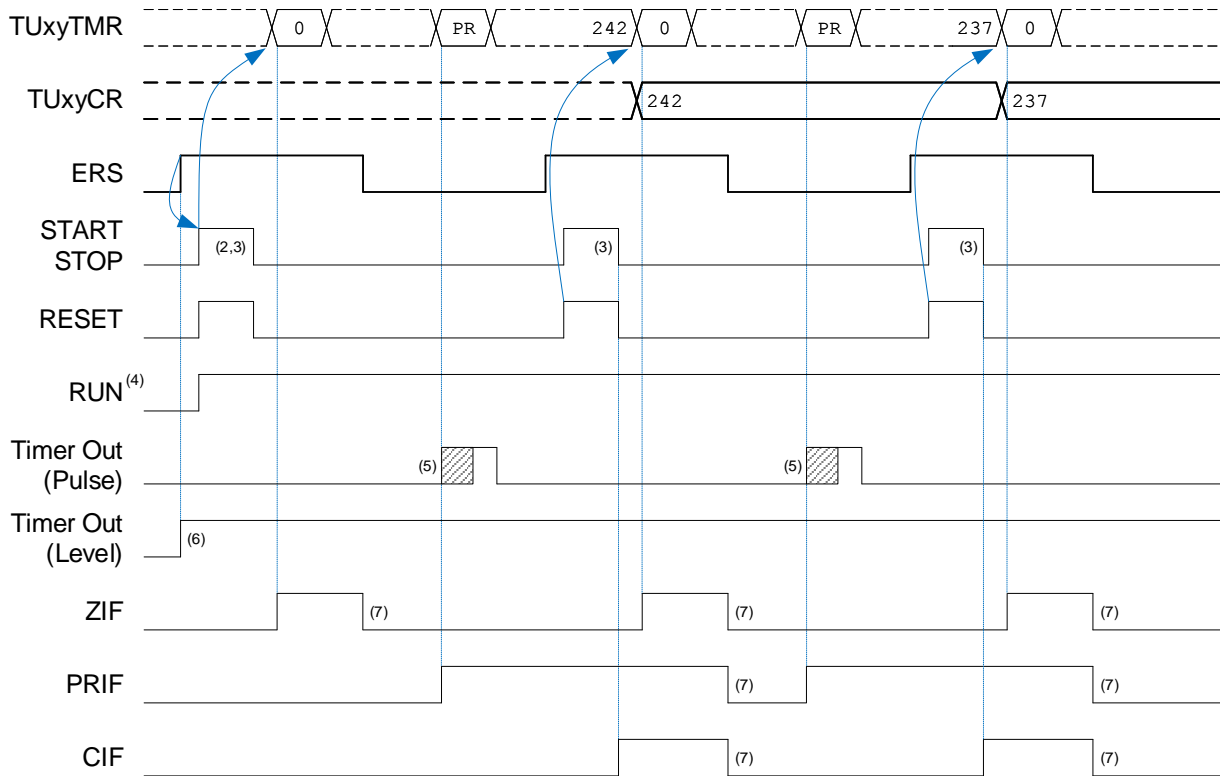 TUxyTMR 0 PR 242 0 PR 237 0
TUxyCR 242 237
ERS
START
STOP
(2,3) (3) (3)
RESET
RUN(4)
Timer Out
(Pulse)
(5) (5)
Timer Out
(Level)
(6)
ZIF (7) (7) (7)
PRIF (7) (7)
CIF (7) (7)